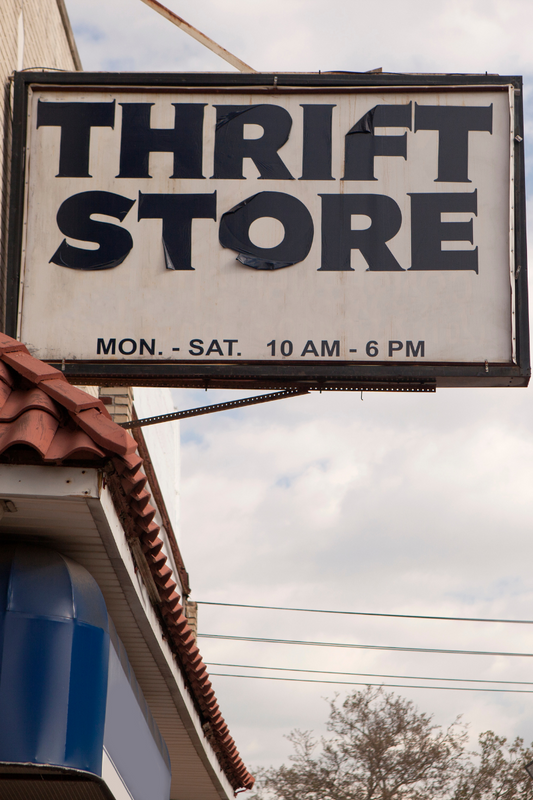 THRIFT
STORE
MON. - SAT. 10 AM - 6 PM